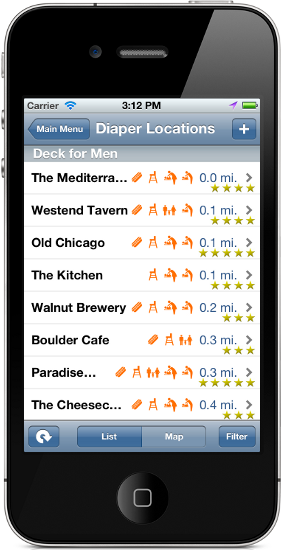 Carrier 3:12 PM
Main Menu Diaper Locations +
Deck for Men
The Mediterra... 0.0 mi.
Westend Tavern 0.1 mi.
Old Chicago 0.1 mi.
The Kitchen 0.1 mi.
Walnut Brewery 0.2 mi.
Boulder Cafe 0.3 mi.
Paradise... 0.3 mi.
The Cheesec... 0.4 mi.
List Map Filter